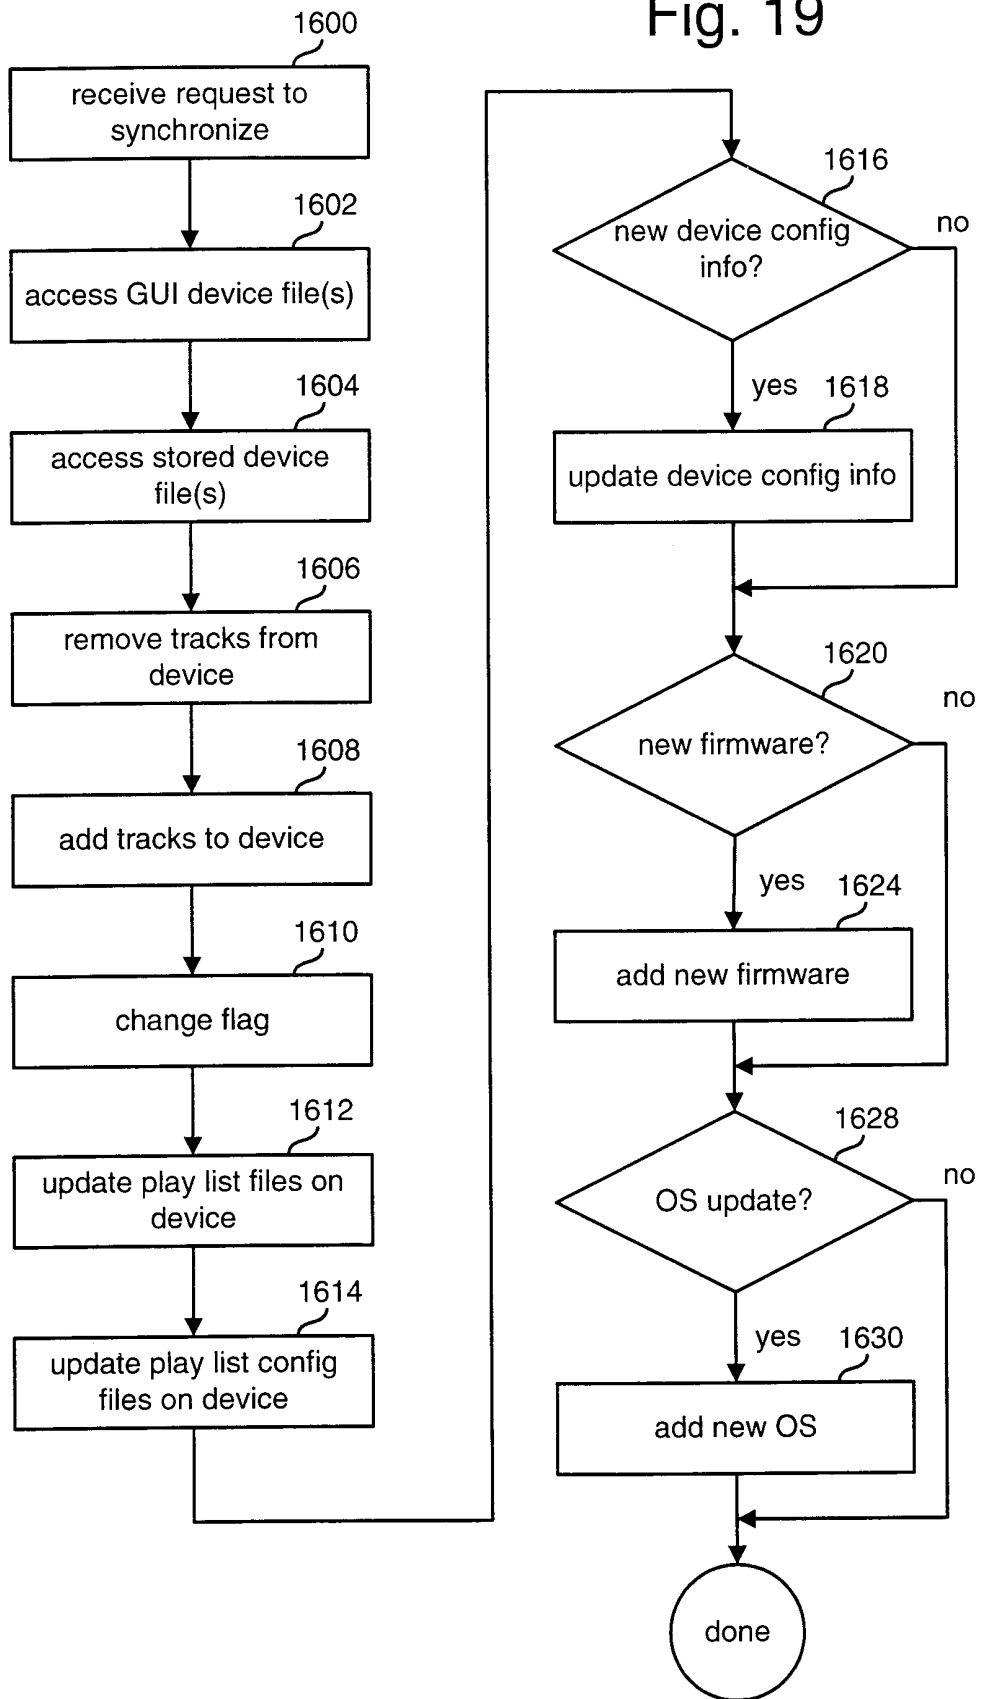 Fig. 19
1600
receive request to
synchronize
1602
access GUI device file(s)
1604
access stored device
file(s)
1606
remove tracks from
device
1608
add tracks to device
1610
change flag
1612
update play list files on
device
1614
update play list config
files on device
1616
new device config
info?
no
yes
1618
update device config info
1620
new firmware?
no
yes
1624
add new firmware
1628
OS update?
no
yes
1630
add new OS
done